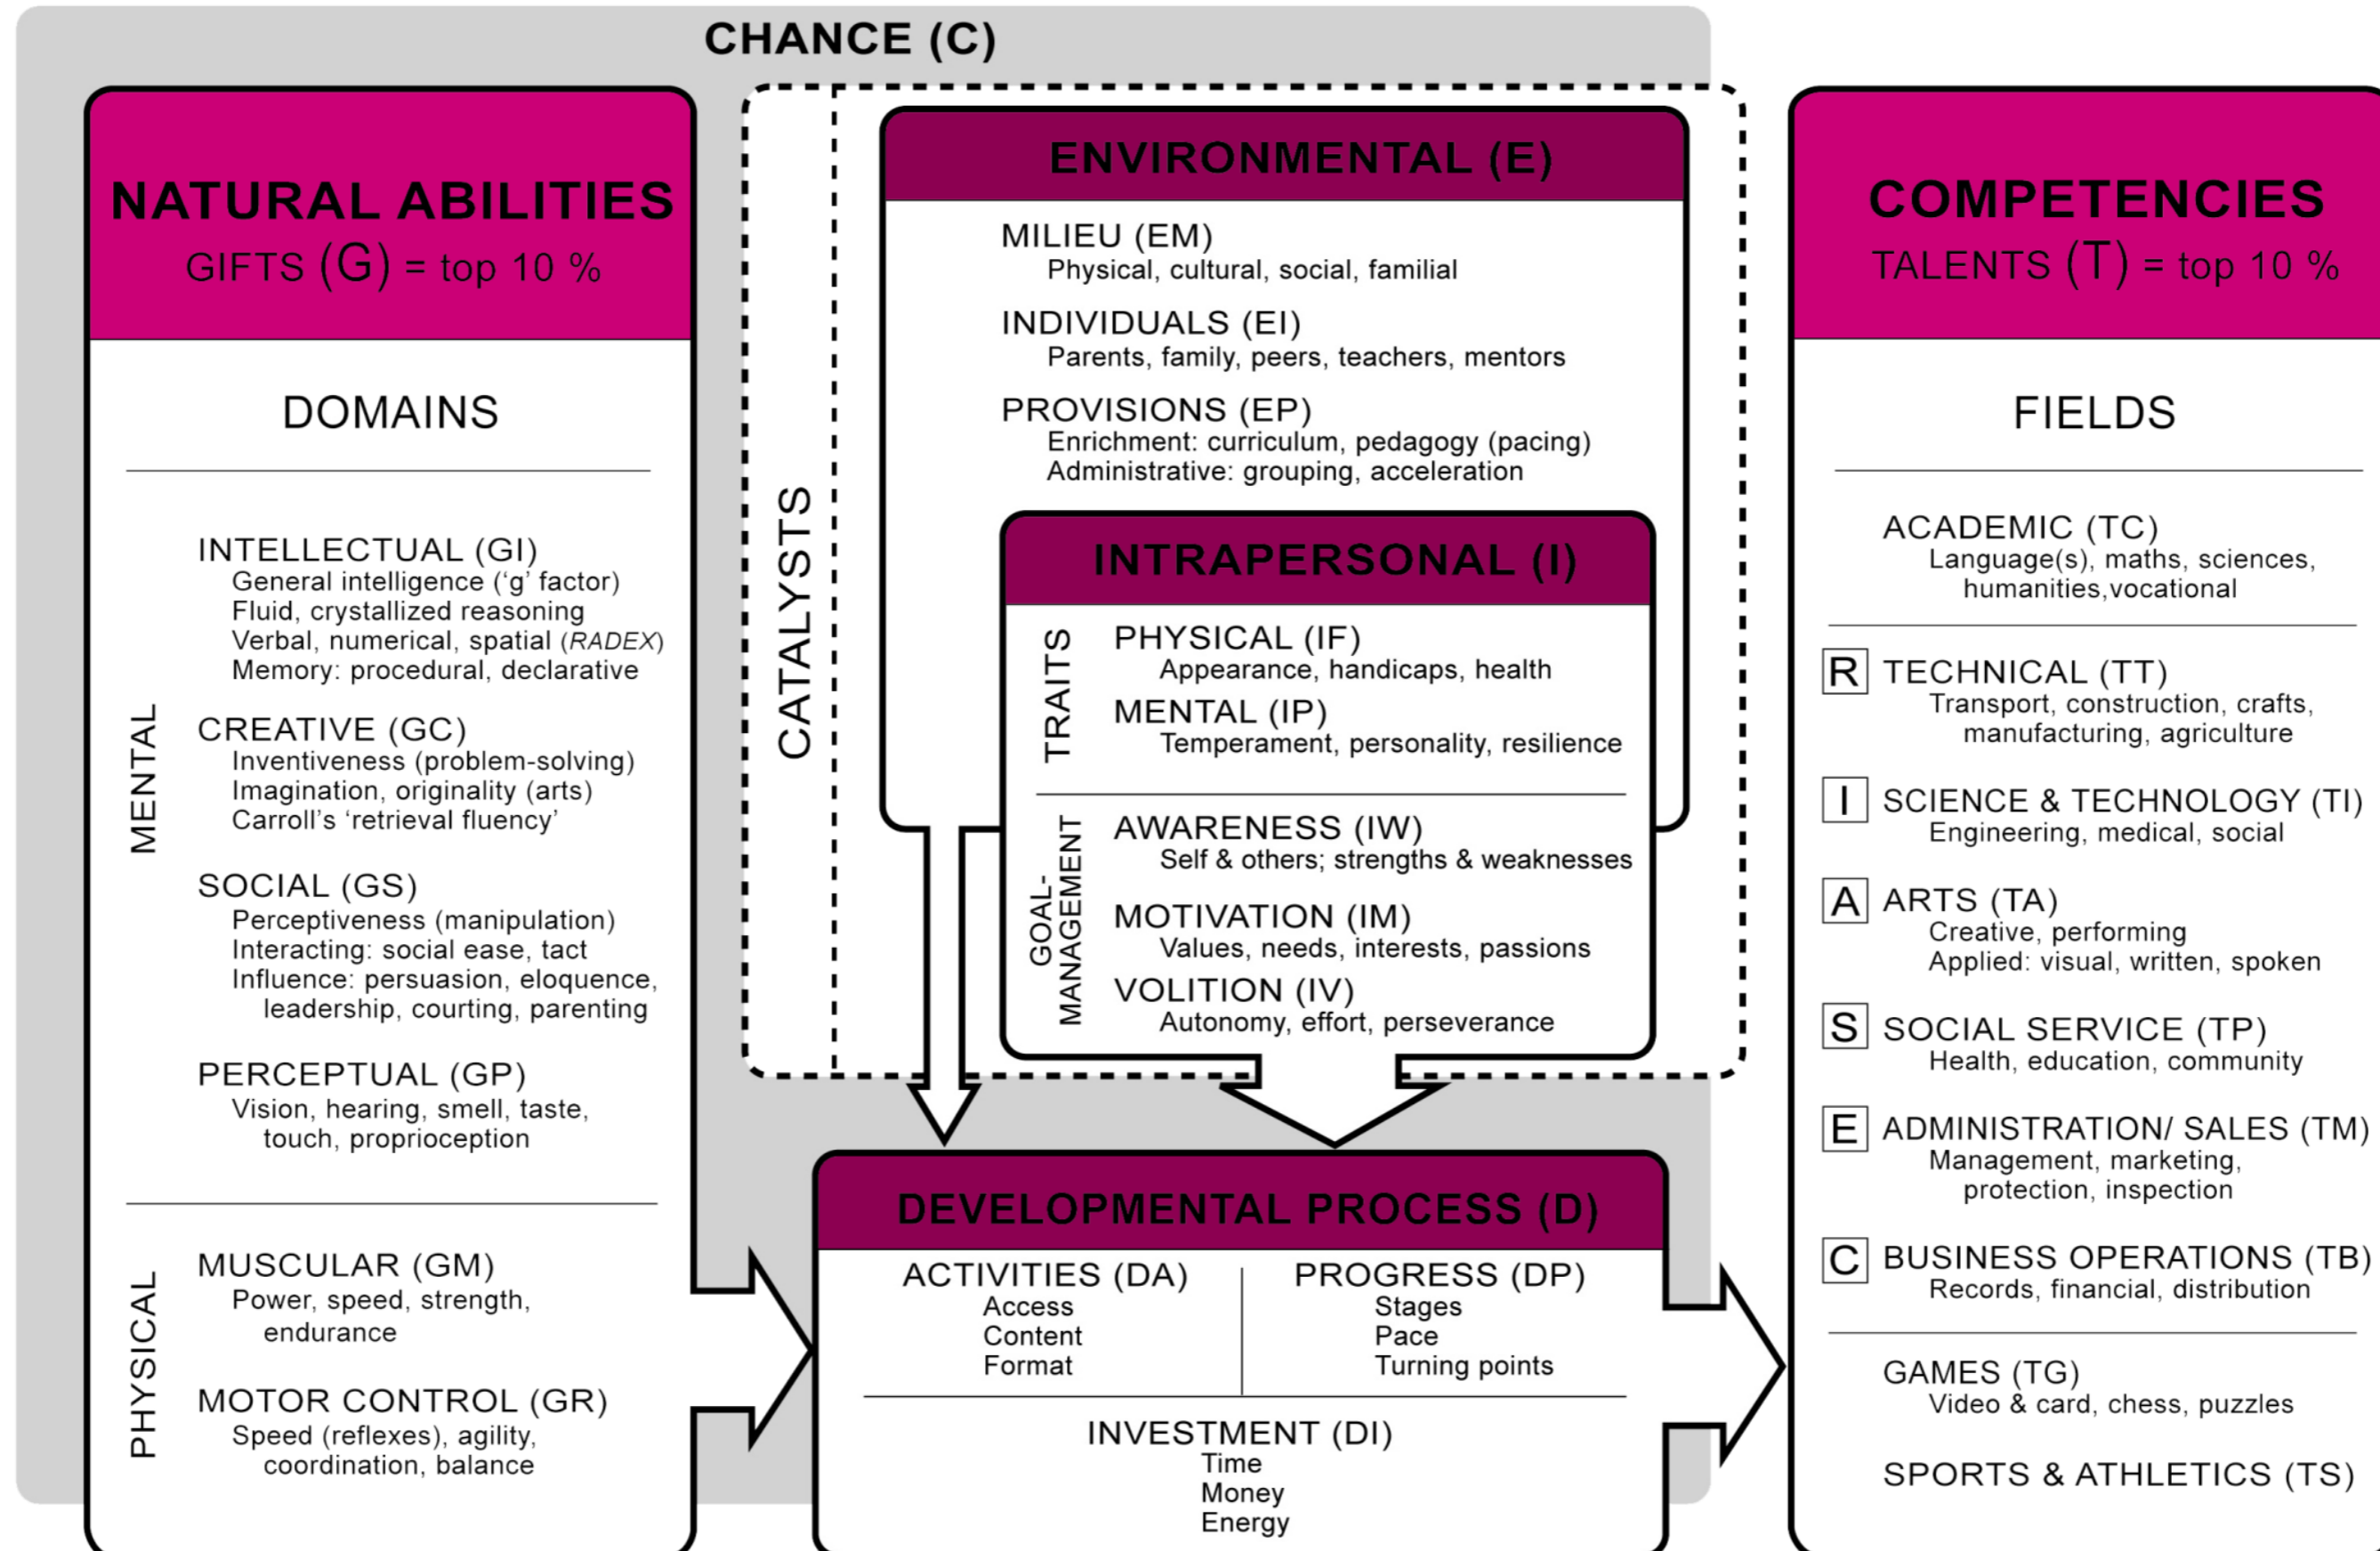 CHANCE (C)
NATURAL ABILITIES
GIFTS (G) = top 10 %
DOMAINS
MENTAL
INTELLECTUAL (GI)
General intelligence (‘g’ factor)
Fluid, crystallized reasoning
Verbal, numerical, spatial (RADEX)
Memory: procedural, declarative
CREATIVE (GC)
Inventiveness (problem-solving)
Imagination, originality (arts)
Carroll’s ‘retrieval fluency’
SOCIAL (GS)
Perceptiveness (manipulation)
Interacting: social ease, tact
Influence: persuasion, eloquence,
leadership, courting, parenting
PERCEPTUAL (GP)
Vision, hearing, smell, taste,
touch, proprioception
PHYSICAL
MUSCULAR (GM)
Power, speed, strength,
endurance
MOTOR CONTROL (GR)
Speed (reflexes), agility,
coordination, balance
CATALYSTS
ENVIRONMENTAL (E)
MILIEU (EM)
Physical, cultural, social, familial
INDIVIDUALS (EI)
Parents, family, peers, teachers, mentors
PROVISIONS (EP)
Enrichment: curriculum, pedagogy (pacing)
Administrative: grouping, acceleration
INTRAPERSONAL (I)
TRAITS
PHYSICAL (IF)
Appearance, handicaps, health
MENTAL (IP)
Temperament, personality, resilience
GOAL-
MANAGEMENT
AWARENESS (IW)
Self & others; strengths & weaknesses
MOTIVATION (IM)
Values, needs, interests, passions
VOLITION (IV)
Autonomy, effort, perseverance
DEVELOPMENTAL PROCESS (D)
ACTIVITIES (DA)
Access
Content
Format
PROGRESS (DP)
Stages
Pace
Turning points
INVESTMENT (DI)
Time
Money
Energy
COMPETENCIES
TALENTS (T) = top 10 %
FIELDS
ACADEMIC (TC)
Language(s), maths, sciences,
humanities,vocational
R TECHNICAL (TT)
Transport, construction, crafts,
manufacturing, agriculture
I SCIENCE & TECHNOLOGY (TI)
Engineering, medical, social
A ARTS (TA)
Creative, performing
Applied: visual, written, spoken
S SOCIAL SERVICE (TP)
Health, education, community
E ADMINISTRATION/ SALES (TM)
Management, marketing,
protection, inspection
C BUSINESS OPERATIONS (TB)
Records, financial, distribution
GAMES (TG)
Video & card, chess, puzzles
SPORTS & ATHLETICS (TS)